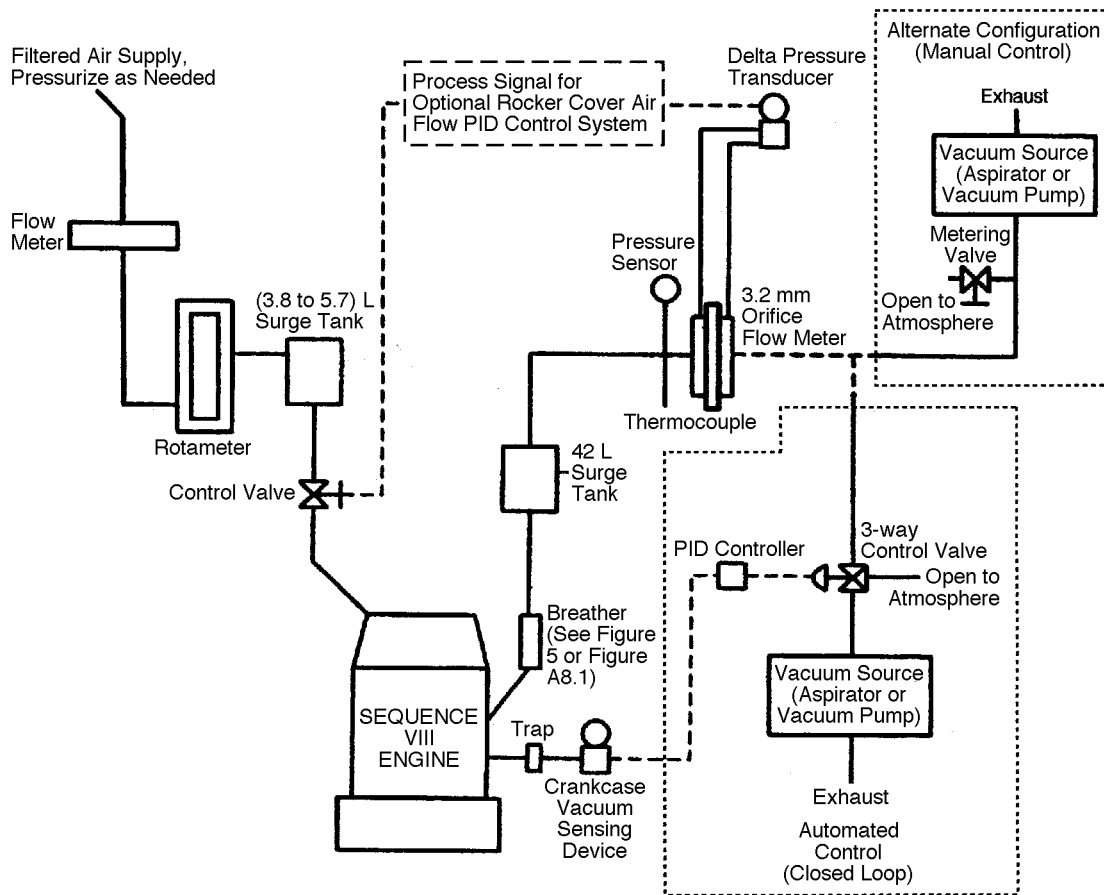 Filtered Air Supply,
Pressurize as Needed
Process Signal for
Optional Rocker Cover Air
Flow PID Control System
Delta Pressure
Transducer
Alternate Configuration
(Manual Control)
Exhaust
Vacuum Source
(Aspirator or
Vacuum Pump)
Metering
Valve
Open to
Atmosphere
Flow
Meter
Pressure
Sensor
3.2 mm
Orifice
Flow Meter
(3.8 to 5.7) L
Surge Tank
Rotameter
Thermocouple
Control Valve
42 L
Surge
Tank
PID Controller
3-way
Control Valve
Open to
Atmosphere
Breather
(See Figure
5 or Figure
A8.1)
Vacuum Source
(Aspirator or
Vacuum Pump)
SEQUENCE
VIII
ENGINE
Trap
Crankcase
Vacuum
Sensing
Device
Exhaust
Automated
Control
(Closed Loop)